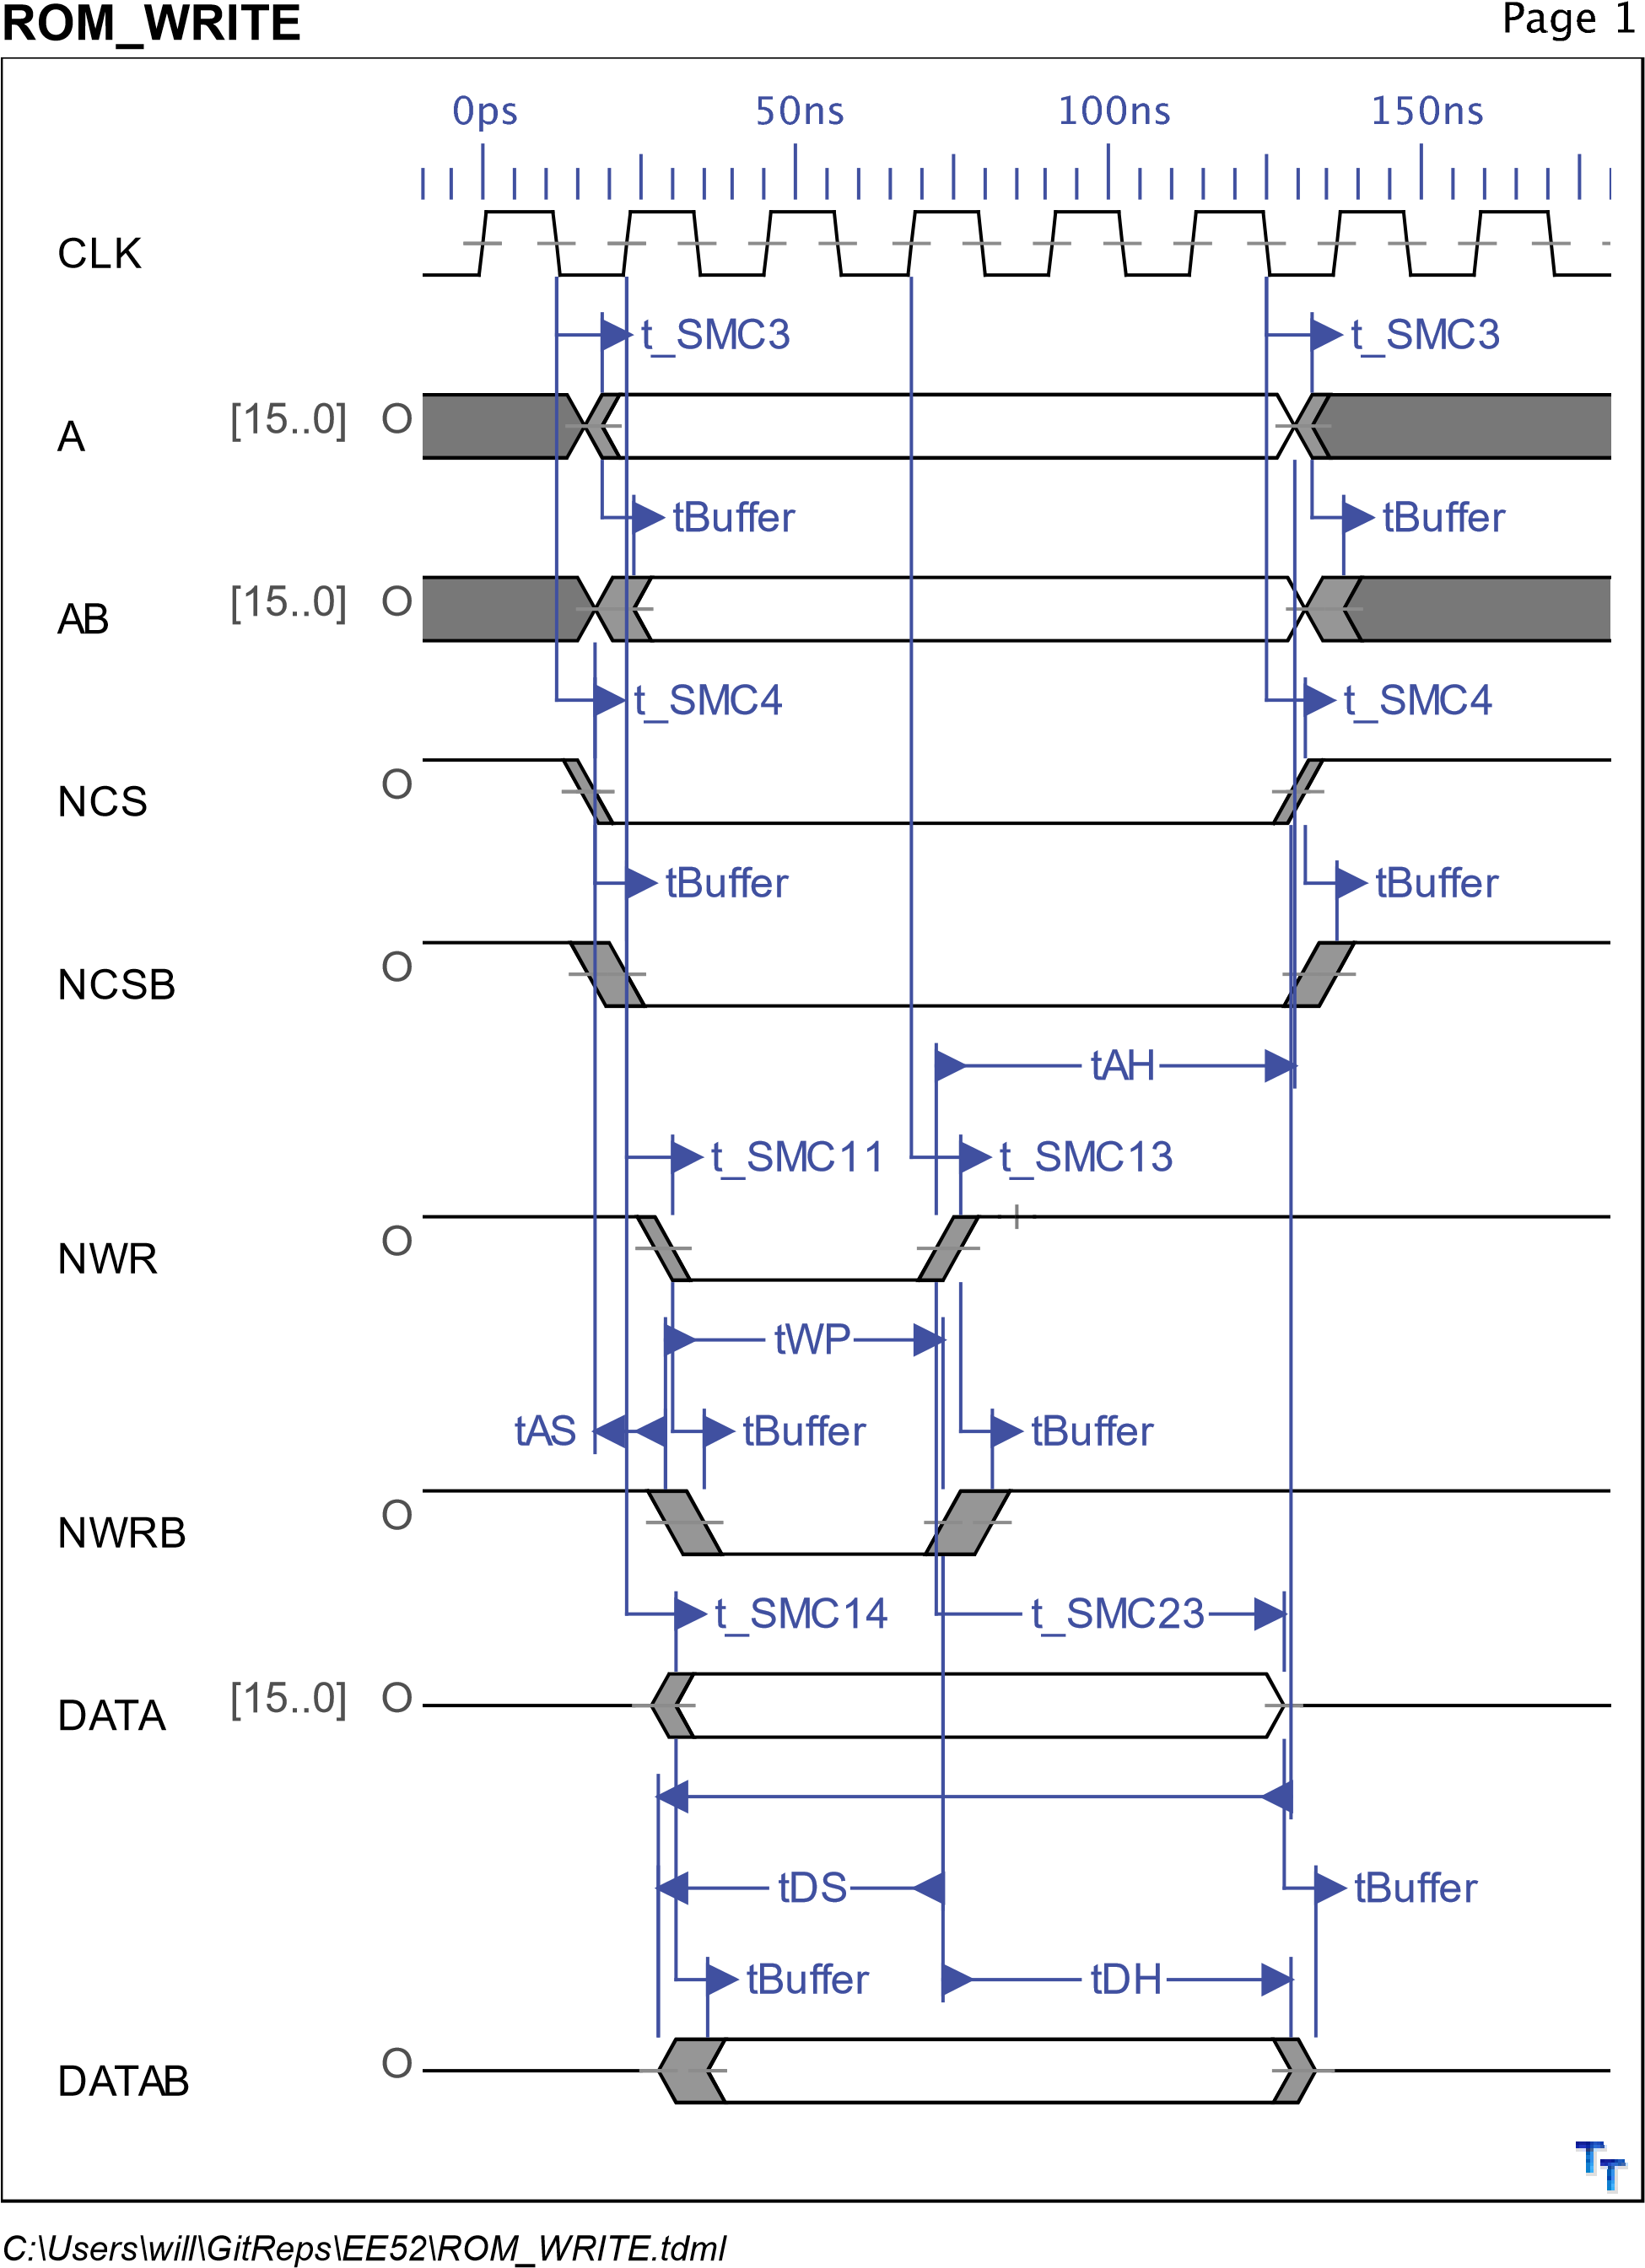 ROM_WRITE Page 1
0ps 50ns 100ns 150ns
CLK
t_SMC3 t_SMC3
A [15..0] O
tBuffer tBuffer
AB [15..0] O
t_SMC4 t_SMC4
NCS O
tBuffer tBuffer
NCSB O
tAH
t_SMC11 t_SMC13
NWR O
tWP
tAS tBuffer tBuffer
NWRB O
t_SMC14 t_SMC23
DATA [15..0] O
tDS tBuffer
tBuffer tDH
DATAB O
TT
C:\Users\will\GitReps\EE52\ROM_WRITE.tdml